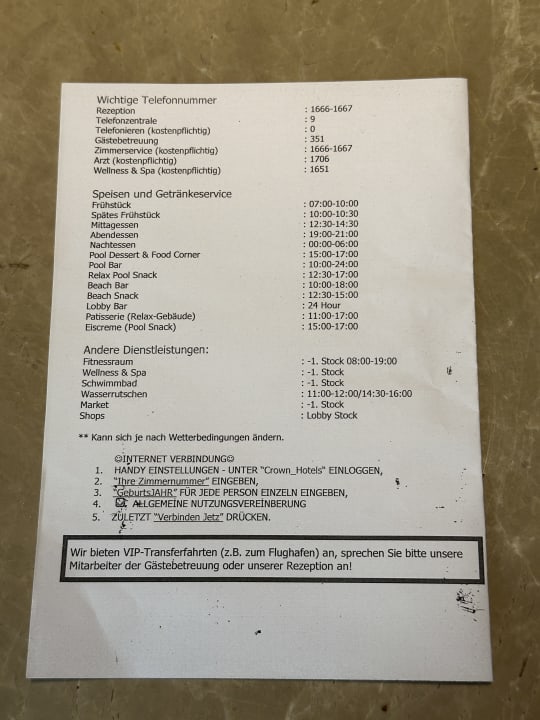 Wichtige Telefonnummer
Rezeption : 1666-1667
Telefonzentrale : 9
Telefonieren (kostenpflichtig) : 0
Gästebetreuung : 351
Zimmerservice (kostenpflichtig) : 1666-1667
Arzt (kostenpflichtig) : 1706
Wellness & Spa (kostenpflichtig) : 1651
Speisen und Getränkeservice
Frühstück : 07:00-10:00
Spätes Frühstück : 10:00-10:30
Mittagessen : 12:30-14:30
Abendessen : 19:00-21:00
Nachtessen : 00:00-06:00
Pool Dessert & Food Corner : 15:00-17:00
Pool Bar : 10:00-24:00
Relax Pool Snack : 12:30-17:00
Beach Bar : 10:00-18:00
Beach Snack : 12:30-15:00
Lobby Bar : 24 Hour
Patisserie (Relax-Gebäude) : 11:00-17:00
Eiscreme (Pool Snack) : 15:00-17:00
Andere Dienstleistungen:
Fitnessraum : -1. Stock 08:00-19:00
Wellness & Spa : -1. Stock
Schwimmbad : -1. Stock
Wasserrutschen : 11:00-12:00/14:30-16:00
Market : -1. Stock
Shops : Lobby Stock
** Kann sich je nach Wetterbedingungen ändern.
☺INTERNET VERBINDUNG☺
1. HANDY EINSTELLUNGEN - UNTER "Crown_Hotels" EINLOGGEN,
2. "Ihre Zimmernummer" EINGEBEN,
3. "GeburtsJAHR" FÜR JEDE PERSON EINZELN EINGEBEN,
4. ☑ ALLGEMEINE NUTZUNGSVEREINBERUNG
5. ZULETZT "Verbinden Jetz" DRÜCKEN.
Wir bieten VIP-Transferfahrten (z.B. zum Flughafen) an, sprechen Sie bitte unsere
Mitarbeiter der Gästebetreuung oder unserer Rezeption an!